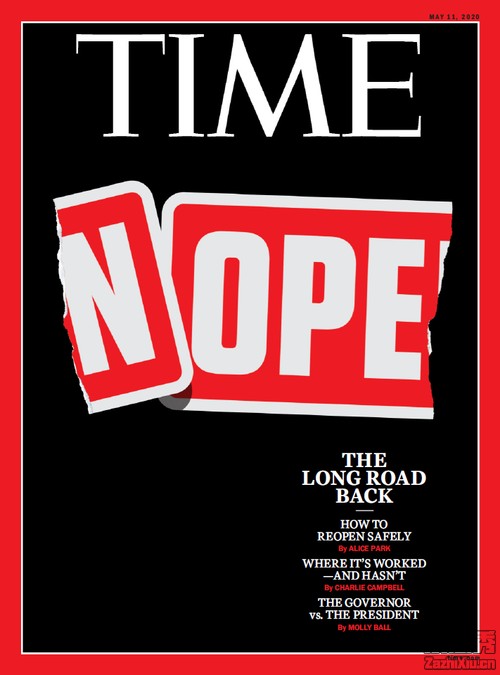 MAY 11, 2020
TIME
NOPE
THE
LONG ROAD
BACK
HOW TO
REOPEN SAFELY
By ALICE PARK
WHERE IT'S WORKED
—AND HASN'T
By CHARLIE CAMPBELL
THE GOVERNOR
vs. THE PRESIDENT
By MOLLY BALL
ZazhiXiu.cn